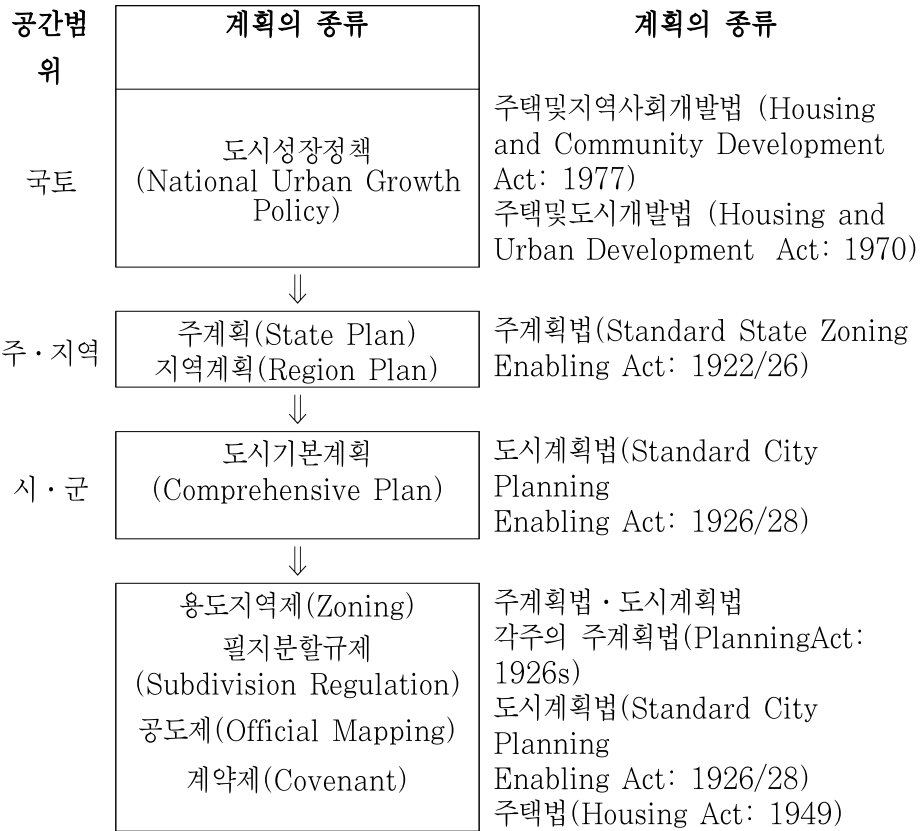 공간범
위
계획의 종류
계획의 종류
국토
도시성장정책
(National Urban Growth
Policy)
주택및지역사회개발법 (Housing
and Community Development
Act: 1977)
주택및도시개발법 (Housing and
Urban Development Act: 1970)
⇓
주·지역
주계획(State Plan)
지역계획(Region Plan)
주계획법(Standard State Zoning
Enabling Act: 1922/26)
⇓
시·군
도시기본계획
(Comprehensive Plan)
도시계획법(Standard City
Planning
Enabling Act: 1926/28)
⇓
용도지역제(Zoning)
필지분할규제
(Subdivision Regulation)
공도제(Official Mapping)
계약제(Covenant)
주계획법·도시계획법
각주의 주계획법(PlanningAct:
1926s)
도시계획법(Standard City
Planning
Enabling Act: 1926/28)
주택법(Housing Act: 1949)